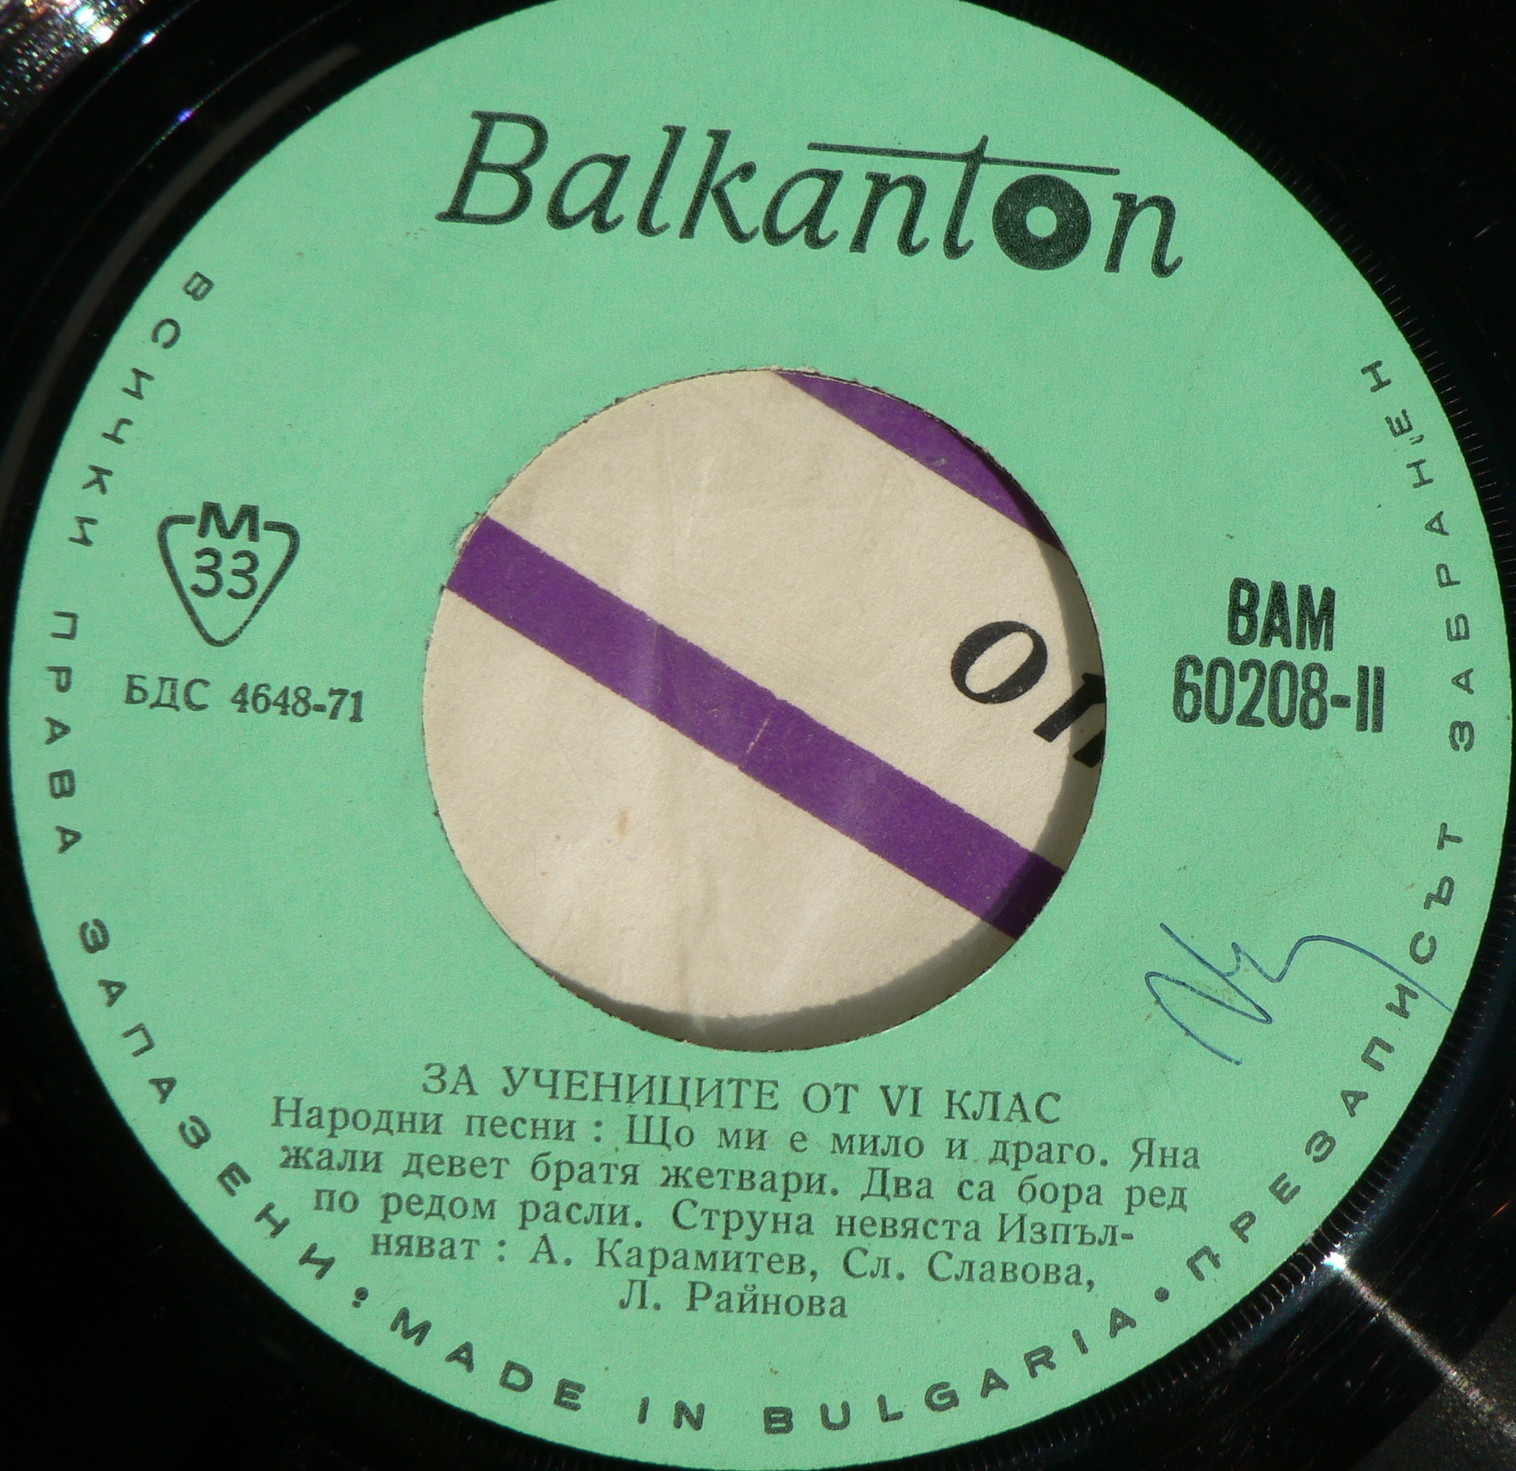 Balkanton
M
33
БДС 4648-71
ВАМ
60208-II
ЗА УЧЕНИЦИТЕ ОТ VI КЛАС
Народни песни : Що ми е мило и драго. Яна
жали девет братя жетвари. Два са бора ред
по редом расли. Струна невяста Изпъл-
няват : А. Карамитев, Сл. Славова,
Л. Райнова
ВСИЧКИ ПРАВА ЗАПАЗЕНИ • MADE IN BULGARIA • ПРЕЗАПИСЪТ ЗАБРАНЕН